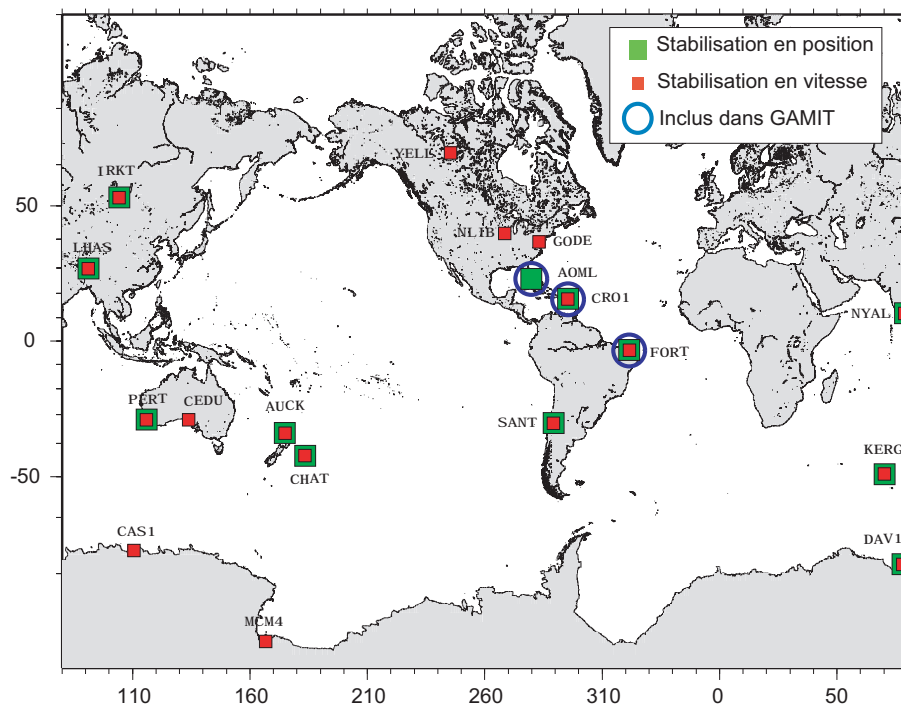 Stabilisation en position
Stabilisation en vitesse
Inclus dans GAMIT
YELL
IRKT
50
NLIB
GODE
LHAS
AOML
CRO1
NYAL
0
FORT
PERT
CEDU
AUCK
SANT
KERG
-50
CHAT
CAS1
DAV1
MCM4
110
160
210
260
310
0
50